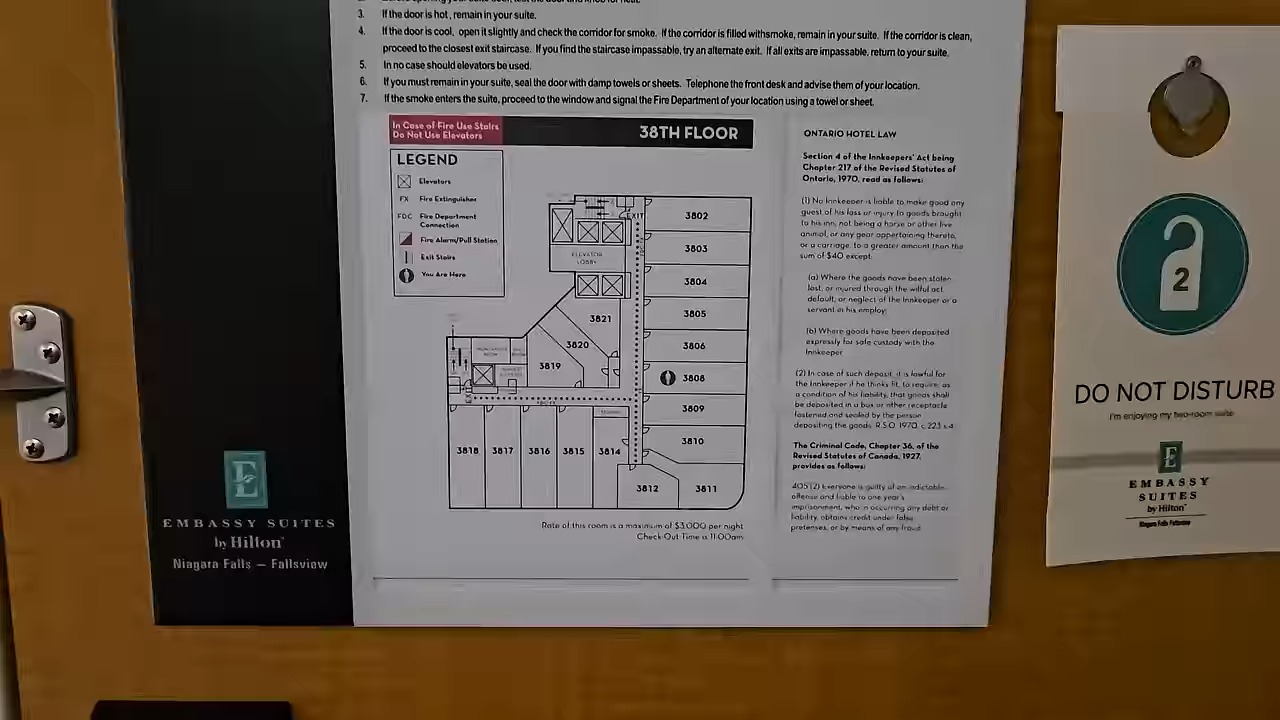 3. If the door is hot, remain in your suite.
4. If the door is cool, open it slightly and check the corridor for smoke. If the corridor is filled withsmoke, remain in your suite. If the corridor is clean,
proceed to the closest exit staircase. If you find the staircase impassable, try an alternate exit. If all exits are impassable, return to your suite.
5. In no case should elevators be used.
6. If you must remain in your suite, seal the door with damp towels or sheets. Telephone the front desk and advise them of your location.
7. If the smoke enters the suite, proceed to the window and signal the Fire Department of your location using a towel or sheet.
In Case of Fire Use Stairs
Do Not Use Elevators
38TH FLOOR
LEGEND
Elevators
FX Fire Extinguisher
FDC Fire Department
Connection
Fire Alarm/Pull Station
Exit Stairs
You Are Here
EXIT
ELEVATOR
LOBBY
3802
3803
3804
3805
3806
3808
3809
3810
3811
3812
3814
3815
3816
3817
3818
3819
3820
3821
EXIT
Rate of this room is a maximum of $3,000 per night
Check-Out Time is 11:00am
ONTARIO HOTEL LAW
Section 4 of the Innkeepers' Act being
Chapter 217 of the Revised Statutes of
Ontario, 1970, read as follows:
(1) No Innkeeper is liable to make good any
guest of his loss or injury to goods brought
to his inn, not being a horse or other live
animal, or any gear appertaining thereto,
or a carriage, to a greater amount than the
sum of $40 except:
(a) Where the goods have been stolen
lost, or injured through the wilful act,
default, or neglect of the Innkeeper or a
servant in his employ:
(b) Where goods have been deposited
expressly for safe custody with the
Innkeeper
(2) In case of such deposit, it is lawful for
the Innkeeper if he thinks fit, to require, as
a condition of his liability, that goods shall
be deposited in a box or other receptacle
fastened and sealed by the person
depositing the goods. R.S.O 1970, c 223 s4
The Criminal Code, Chapter 36, of the
Revised Statutes of Canada, 1927,
provides as follows:
405 (2) Everyone is guilty of an indictable
offense and liable to one year's
imprisonment, who in occurring any debt or
liability, obtains credit under false
pretenses, or by means of any fraud
E
EMBASSY SUITES
by Hilton™
Niagara Falls – Fallsview
2
DO NOT DISTURB
I'm enjoying my two-room suite
E
EMBASSY
SUITES
by Hilton™
Niagara Falls Fallsview